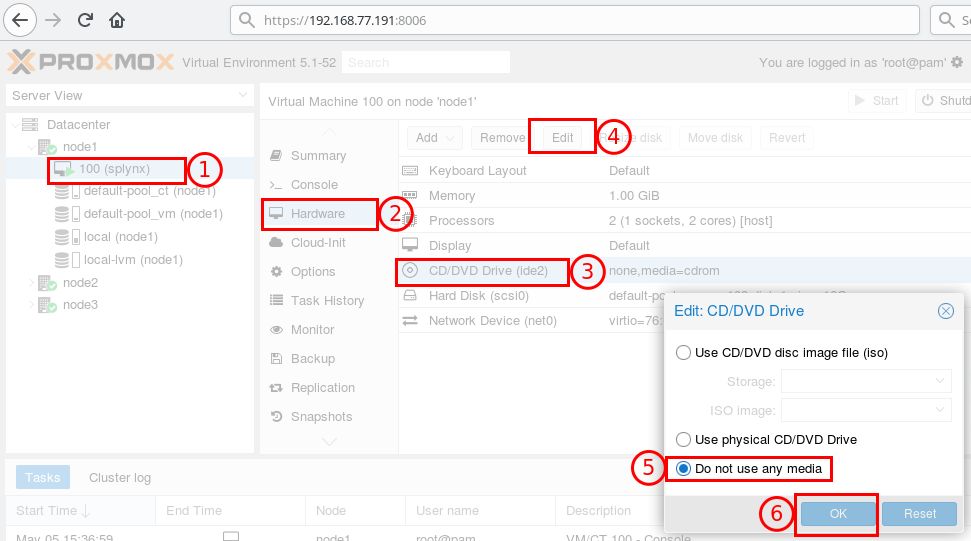 https://192.168.77.191:8006
PROXMOX Virtual Environment 5.1-52 Search You are logged in as 'root@pam'
Server View
Virtual Machine 100 on node 'node1' Start
Datacenter
node1
100 (splynx) 1
default-pool_ct (node1)
default-pool_vm (node1)
local (node1)
local-lvm (node1)
node2
node3
Summary
Console
Hardware 2
Cloud-Init
Options
Task History
Monitor
Backup
Replication
Snapshots
Add Remove Edit 4 disk Move disk Revert
Keyboard Layout Default
Memory 1.00 GiB
Processors 2 (1 sockets, 2 cores) [host]
Display Default
CD/DVD Drive (ide2) 3 none,media=cdrom
Hard Disk (scsi0)
Network Device (net0) virtio=76:
Edit: CD/DVD Drive
Use CD/DVD disc image file (iso)
Storage:
ISO image:
Use physical CD/DVD Drive
5 Do not use any media
6 OK Reset
Tasks Cluster log
Start Time End Time Node User name Description
May 05 15:36:59 node1 root@pam VM/CT 100 - Console